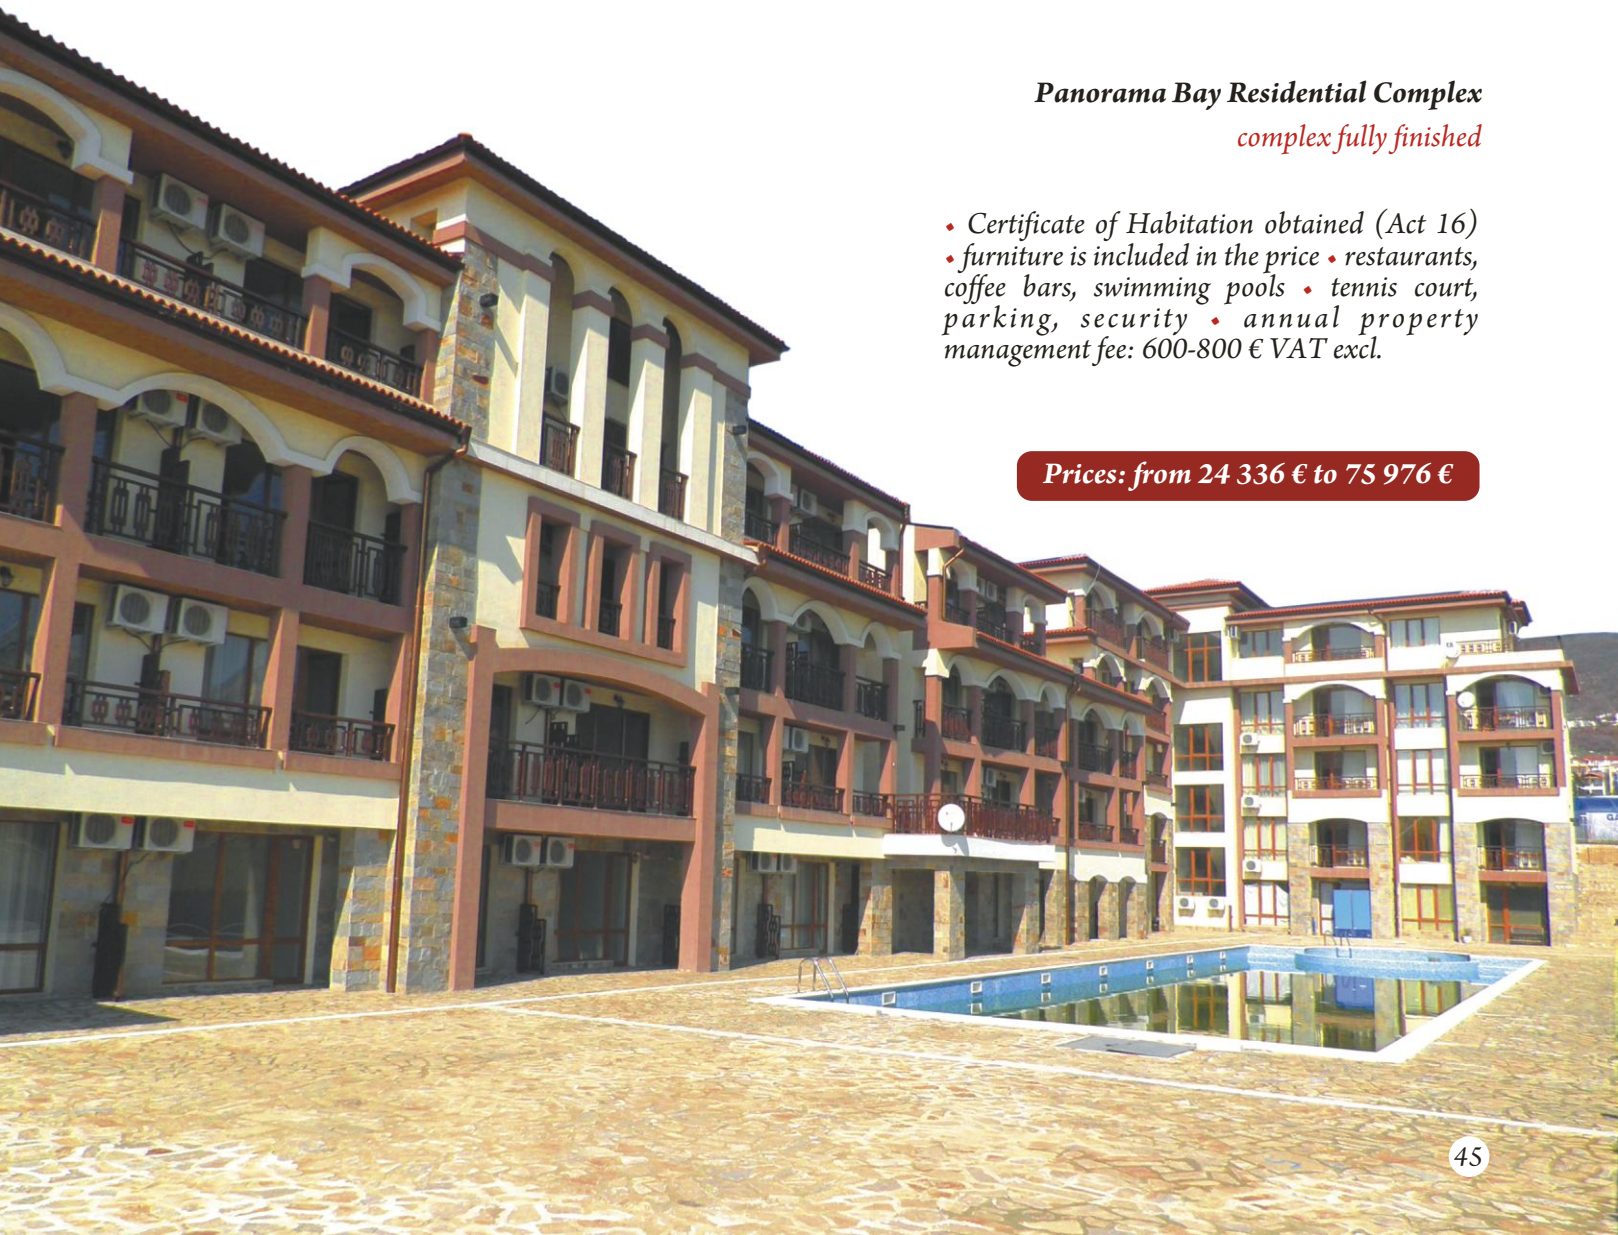 Panorama Bay Residential Complex
complex fully finished
• Certificate of Habitation obtained (Act 16)
• furniture is included in the price • restaurants,
coffee bars, swimming pools • tennis court,
parking, security • annual property
management fee: 600-800 € VAT excl.
Prices: from 24 336 € to 75 976 €
45